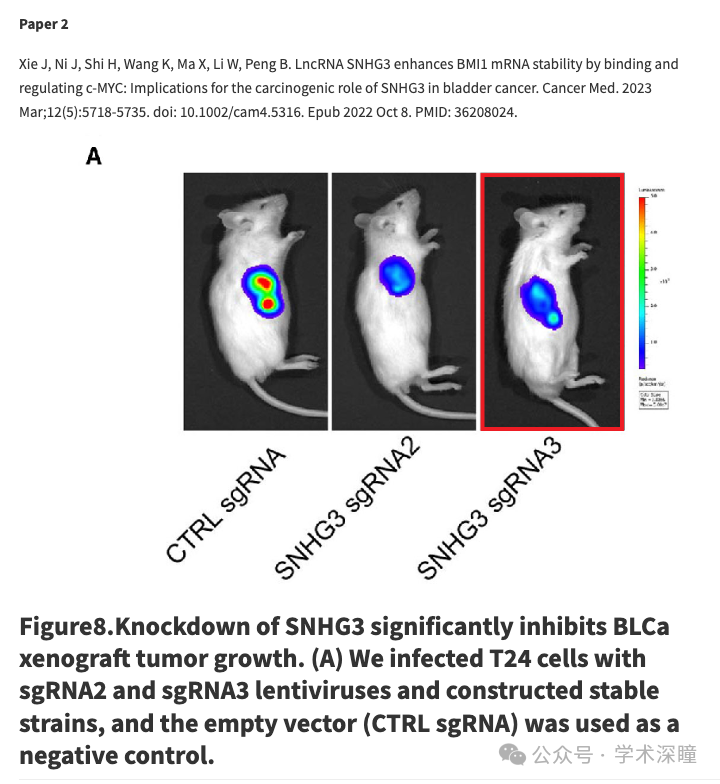 Paper 2
Xie J, Ni J, Shi H, Wang K, Ma X, Li W, Peng B. LncRNA SNHG3 enhances BMI1 mRNA stability by binding and
regulating c-MYC: Implications for the carcinogenic role of SNHG3 in bladder cancer. Cancer Med. 2023
Mar;12(5):5718-5735. doi: 10.1002/cam4.5316. Epub 2022 Oct 8. PMID: 36208024.
A
CTRL sgRNA
SNHG3 sgRNA2
SNHG3 sgRNA3
Figure8.Knockdown of SNHG3 significantly inhibits BLCa
xenograft tumor growth. (A) We infected T24 cells with
sgRNA2 and sgRNA3 lentiviruses and constructed stable
strains, and the empty vector (CTRL sgRNA) was used as a
negative control.
公众号 · 学术深瞳